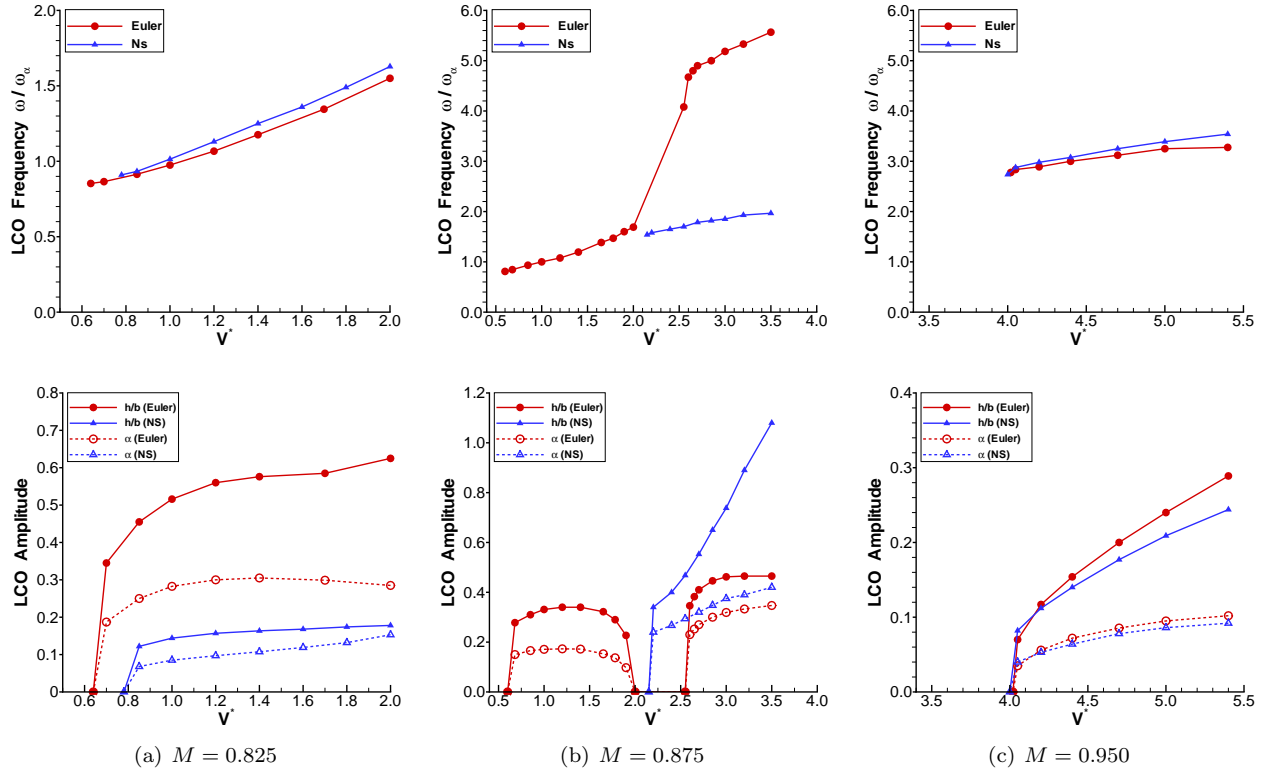 LCO Frequency ω / ωα
2.0
1.5
1.0
0.5
0.0
Euler
Ns
0.6 0.8 1.0 1.2 1.4 1.6 1.8 2.0
V*
LCO Frequency ω / ωα
6.0
5.0
4.0
3.0
2.0
1.0
0.0
Euler
Ns
0.5 1.0 1.5 2.0 2.5 3.0 3.5 4.0
V*
LCO Frequency ω / ωα
6.0
5.0
4.0
3.0
2.0
1.0
0.0
Euler
Ns
3.5 4.0 4.5 5.0 5.5
V*
LCO Amplitude
0.8
0.7
0.6
0.5
0.4
0.3
0.2
0.1
0.0
h/b (Euler)
h/b (NS)
α (Euler)
α (NS)
0.6 0.8 1.0 1.2 1.4 1.6 1.8 2.0
V*
LCO Amplitude
1.2
1.0
0.8
0.6
0.4
0.2
0.0
h/b (Euler)
h/b (NS)
α (Euler)
α (NS)
0.5 1.0 1.5 2.0 2.5 3.0 3.5 4.0
V*
LCO Amplitude
0.4
0.3
0.2
0.1
0.0
h/b (Euler)
h/b (NS)
α (Euler)
α (NS)
3.5 4.0 4.5 5.0 5.5
V*
(a) M = 0.825
(b) M = 0.875
(c) M = 0.950